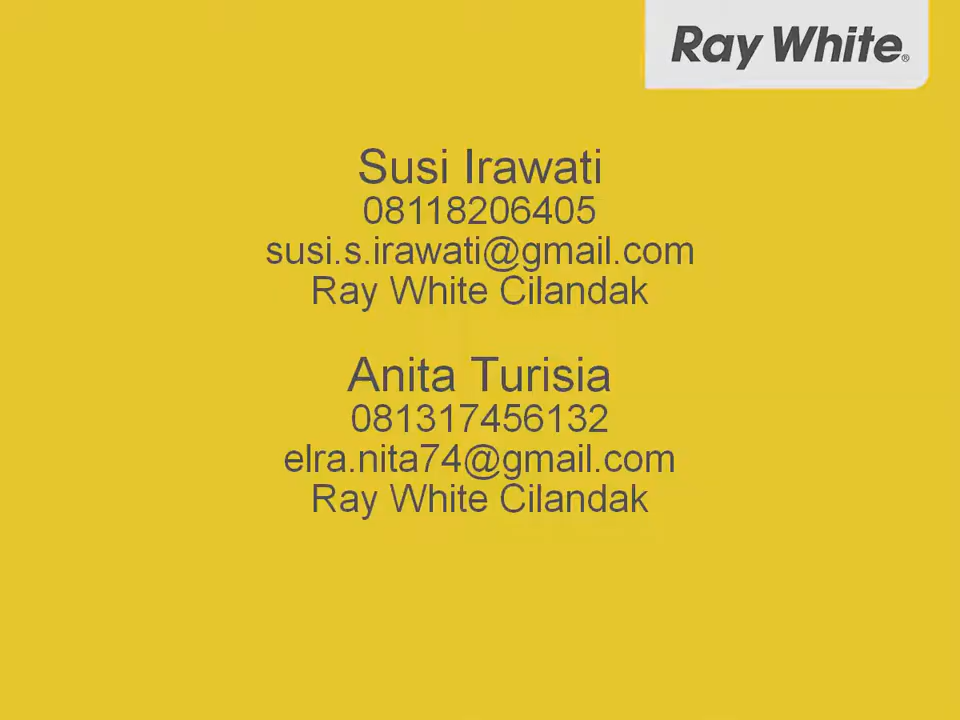 Ray White®
Susi Irawati
08118206405
susi.s.irawati@gmail.com
Ray White Cilandak
Anita Turisia
081317456132
elra.nita74@gmail.com
Ray White Cilandak